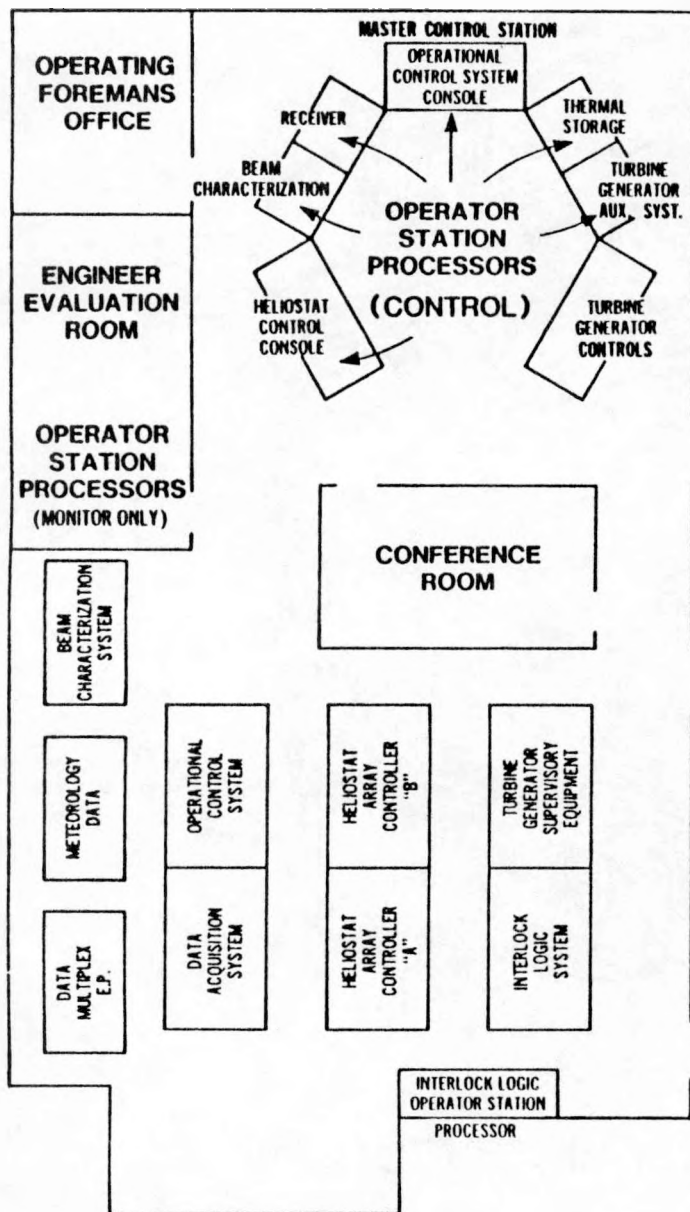 OPERATING
FOREMANS
OFFICE
MASTER CONTROL STATION
OPERATIONAL
CONTROL SYSTEM
CONSOLE
RECEIVER
THERMAL
STORAGE
BEAM
CHARACTERIZATION
TURBINE
GENERATOR
AUX. SYST.
OPERATOR
STATION
PROCESSORS
(CONTROL)
HELIOSTAT
CONTROL
CONSOLE
TURBINE
GENERATOR
CONTROLS
ENGINEER
EVALUATION
ROOM
OPERATOR
STATION
PROCESSORS
(MONITOR ONLY)
CONFERENCE
ROOM
BEAM
CHARACTERIZATION
SYSTEM
METEOROLOGY
DATA
DATA
MULTIPLEX
E.P.
OPERATIONAL
CONTROL
SYSTEM
DATA
ACQUISITION
SYSTEM
HELIOSTAT
ARRAY
CONTROLLER
"B"
HELIOSTAT
ARRAY
CONTROLLER
"A"
TURBINE
GENERATOR
SUPERVISORY
EQUIPMENT
INTERLOCK
LOGIC
SYSTEM
INTERLOCK LOGIC
OPERATOR STATION
PROCESSOR